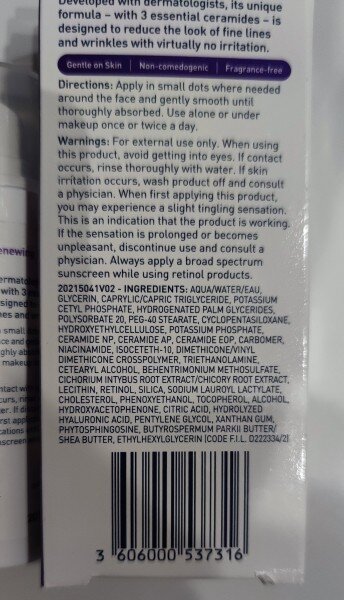 Developed with dermatologists, its unique
formula – with 3 essential ceramides – is
designed to reduce the look of fine lines
and wrinkles with virtually no irritation.
Gentle on Skin | Non-comedogenic | Fragrance-free
Directions: Apply in small dots where needed
around the face and gently smooth until
thoroughly absorbed. Use alone or under
makeup once or twice a day.
Warnings: For external use only. When using
this product, avoid getting into eyes. If contact
occurs, rinse thoroughly with water. If skin
irritation occurs, wash product off and consult
a physician. When first applying this product,
you may experience a slight tingling sensation.
This is an indication that the product is working.
If the sensation is prolonged or becomes
unpleasant, discontinue use and consult a
physician. Always apply a broad spectrum
sunscreen while using retinol products.
20215041V02 - INGREDIENTS: AQUA/WATER/EAU,
GLYCERIN, CAPRYLIC/CAPRIC TRIGLYCERIDE, POTASSIUM
CETYL PHOSPHATE, HYDROGENATED PALM GLYCERIDES,
POLYSORBATE 20, PEG-40 STEARATE, CYCLOPENTASILOXANE,
HYDROXYETHYLCELLULOSE, POTASSIUM PHOSPHATE,
CERAMIDE NP, CERAMIDE AP, CERAMIDE EOP, CARBOMER,
NIACINAMIDE, ISOCETETH-10, DIMETHICONE/VINYL
DIMETHICONE CROSSPOLYMER, TRIETHANOLAMINE,
CETEARYL ALCOHOL, BEHENTRIMONIUM METHOSULFATE,
CICHORIUM INTYBUS ROOT EXTRACT/CHICORY ROOT EXTRACT,
LECITHIN, RETINOL, SILICA, SODIUM LAUROYL LACTYLATE,
CHOLESTEROL, PHENOXYETHANOL, TOCOPHEROL, ALCOHOL,
HYDROXYACETOPHENONE, CITRIC ACID, HYDROLYZED
HYALURONIC ACID, PENTYLENE GLYCOL, XANTHAN GUM,
PHYTOSPHINGOSINE, BUTYROSPERMUM PARKII BUTTER/
SHEA BUTTER, ETHYLHEXYLGLYCERIN [CODE F.I.L. D222334/2]
3 606000 537316